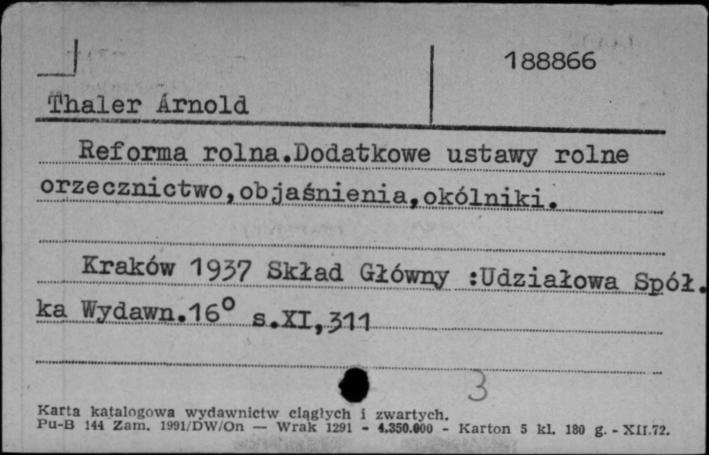 188866
Thaler Arnold
Reforma rolna.Dodatkowe ustawy rolne
orzecznictwo,objaśnienia,okólniki.
Kraków 1937 Skład Główny :Udziałowa Spół.
ka Wydawn.16° s.XI,311
3
Karta katalogowa wydawnictw ciągłych i zwartych.
Pu-B 144 Zam. 1991/DW/On — Wrak 1291 - 4.350.000 - Karton 5 kl. 180 g. - XII.72.